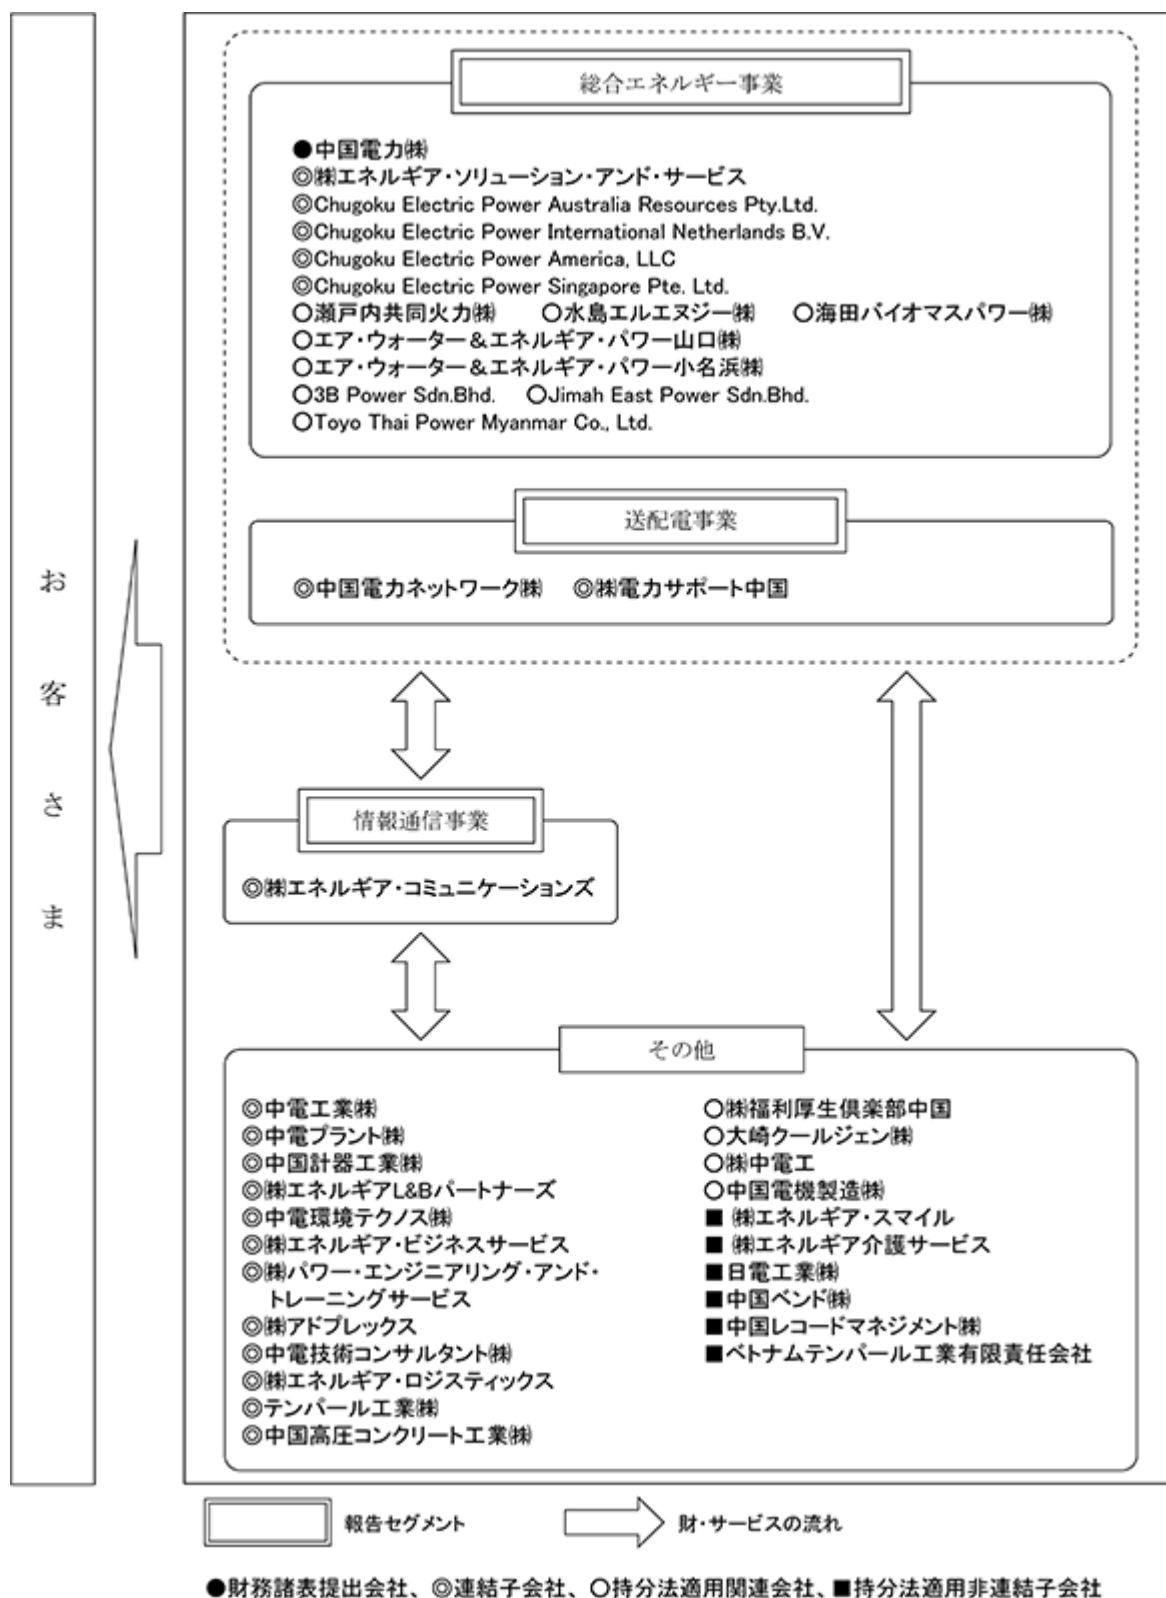 お客さま
総合エネルギー事業
●中国電力㈱
◎㈱エネルギア・ソリューション・アンド・サービス
◎Chugoku Electric Power Australia Resources Pty.Ltd.
◎Chugoku Electric Power International Netherlands B.V.
◎Chugoku Electric Power America, LLC
◎Chugoku Electric Power Singapore Pte. Ltd.
○瀬戸内共同火力㈱ ○水島エルエヌジー㈱ ○海田バイオマスパワー㈱
○エア・ウォーター＆エネルギア・パワー山口㈱
○エア・ウォーター＆エネルギア・パワー小名浜㈱
○3B Power Sdn.Bhd. ○Jimah East Power Sdn.Bhd.
○Toyo Thai Power Myanmar Co., Ltd.
送配電事業
◎中国電力ネットワーク㈱ ◎㈱電力サポート中国
情報通信事業
◎㈱エネルギア・コミュニケーションズ
その他
◎中電工業㈱
◎中電プラント㈱
◎中国計器工業㈱
◎㈱エネルギアL&Bパートナーズ
◎中電環境テクノス㈱
◎㈱エネルギア・ビジネスサービス
◎㈱パワー・エンジニアリング・アンド・
トレーニングサービス
◎㈱アドプレックス
◎中電技術コンサルタント㈱
◎㈱エネルギア・ロジスティックス
◎テンパール工業㈱
◎中国高圧コンクリート工業㈱
○㈱福利厚生倶楽部中国
○大崎クールジェン㈱
○㈱中電工
○中国電機製造㈱
■ ㈱エネルギア・スマイル
■ ㈱エネルギア介護サービス
■日電工業㈱
■中国ベンド㈱
■中国レコードマネジメント㈱
■ベトナムテンパール工業有限責任会社
報告セグメント 財・サービスの流れ
●財務諸表提出会社、◎連結子会社、○持分法適用関連会社、■持分法適用非連結子会社